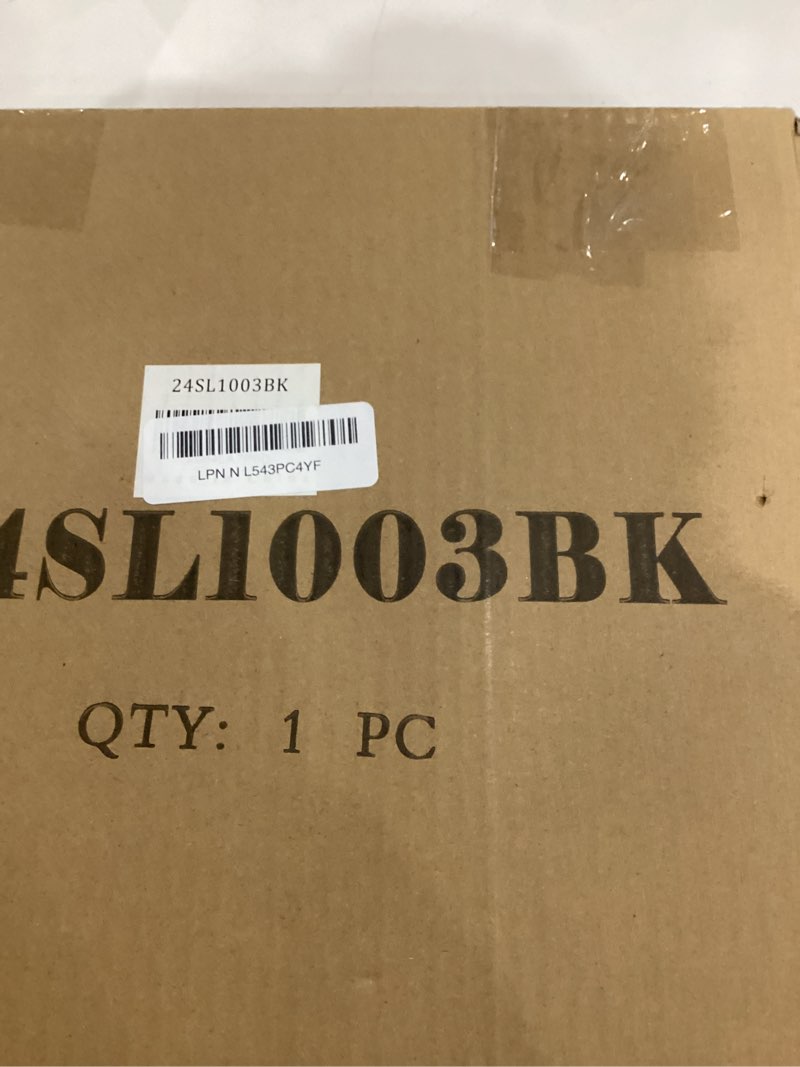 24SL1003BK
LPN N L543PC4YF
4SL1003BK
QTY: 1 PC